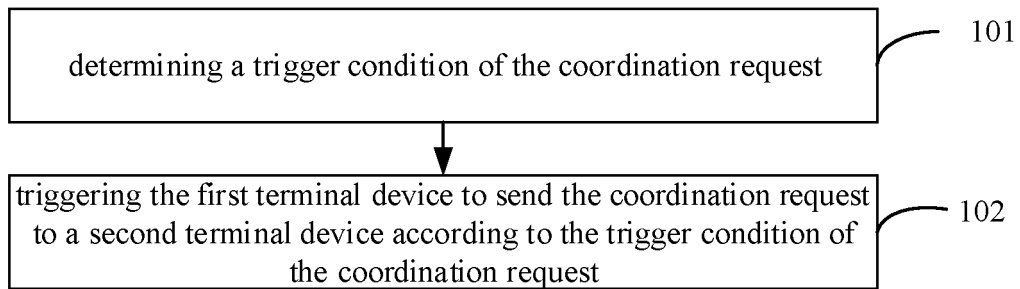 determining a trigger condition of the coordination request
101
triggering the first terminal device to send the coordination request
to a second terminal device according to the trigger condition of
the coordination request
102